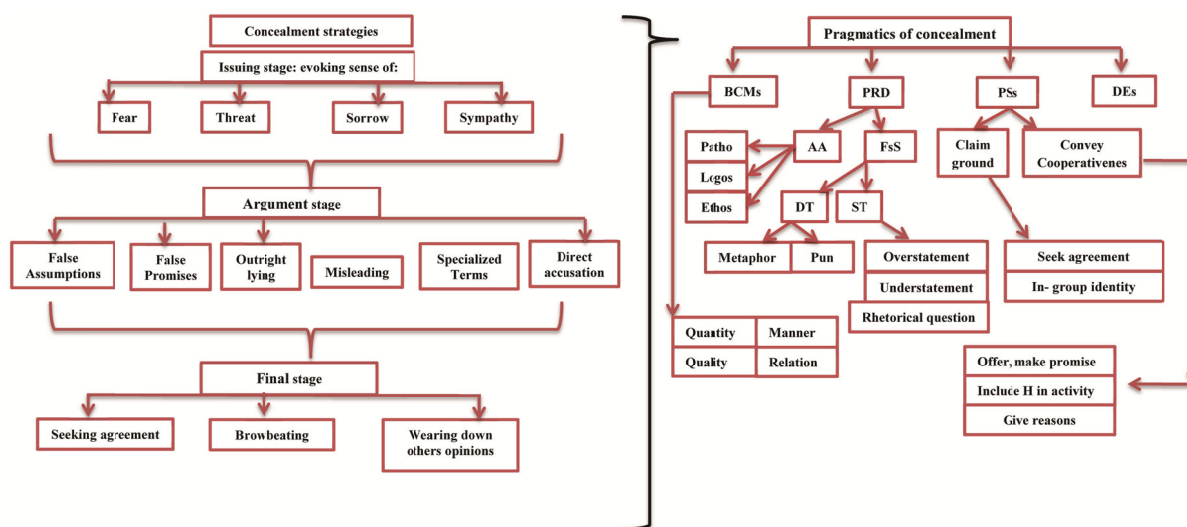 Concealment strategies
Issuing stage: evoking sense of:
Fear
Threat
Sorrow
Sympathy
Argument stage
False
Assumptions
False
Promises
Outright
lying
Misleading
Specialized
Terms
Direct
accusation
Final stage
Seeking agreement
Browbeating
Wearing down
others opinions
Pragmatics of concealment
BCMs
PRD
PSs
DEs
Patho
Logos
Ethos
AA
FsS
Claim
ground
Convey
Cooperativenes
DT
ST
Metaphor
Pun
Overstatement
Understatement
Rhetorical question
Seek agreement
In- group identity
Quantity
Manner
Quality
Relation
Offer, make promise
Include H in activity
Give reasons